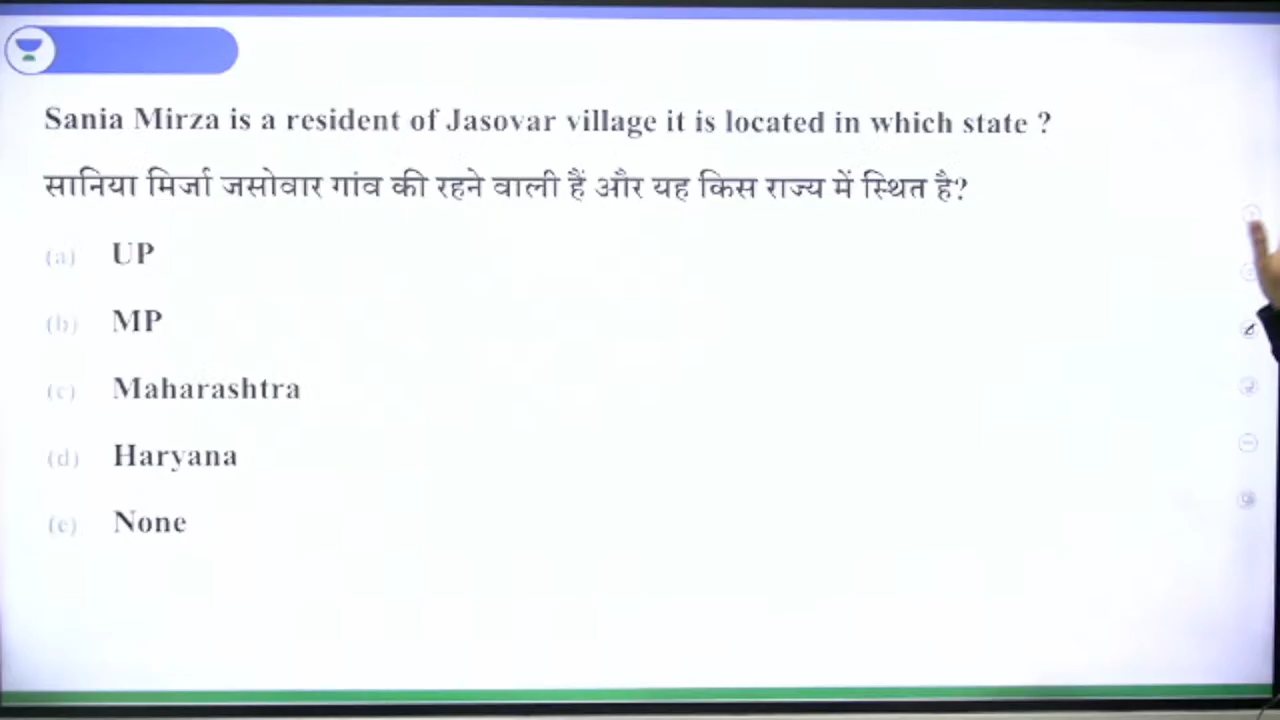 Sania Mirza is a resident of Jasovar village it is located in which state ?
सानिया मिर्जा जसोवार गांव की रहने वाली हैं और यह किस राज्य में स्थित है?
(a) UP
(b) MP
(c) Maharashtra
(d) Haryana
(e) None